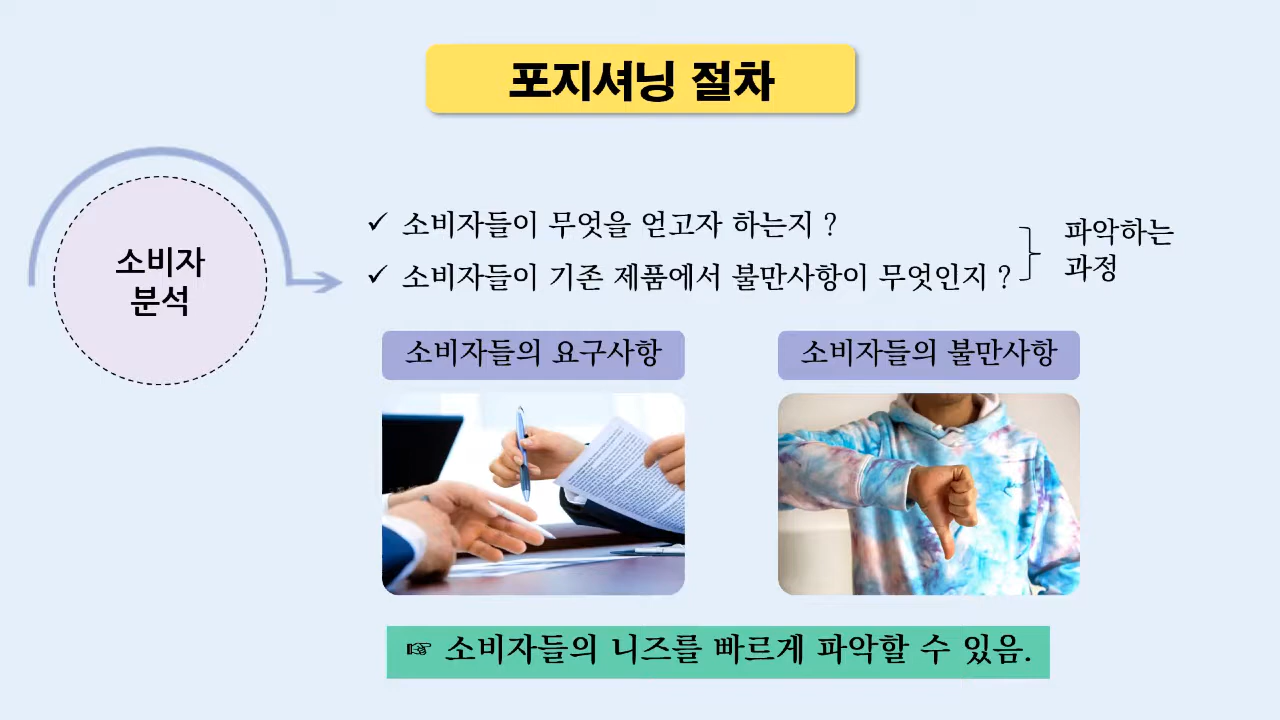 포지셔닝 절차
소비자
분석
✓ 소비자들이 무엇을 얻고자 하는지 ?
✓ 소비자들이 기존 제품에서 불만사항이 무엇인지 ?
파악하는
과정
소비자들의 요구사항
소비자들의 불만사항
☞ 소비자들의 니즈를 빠르게 파악할 수 있음.